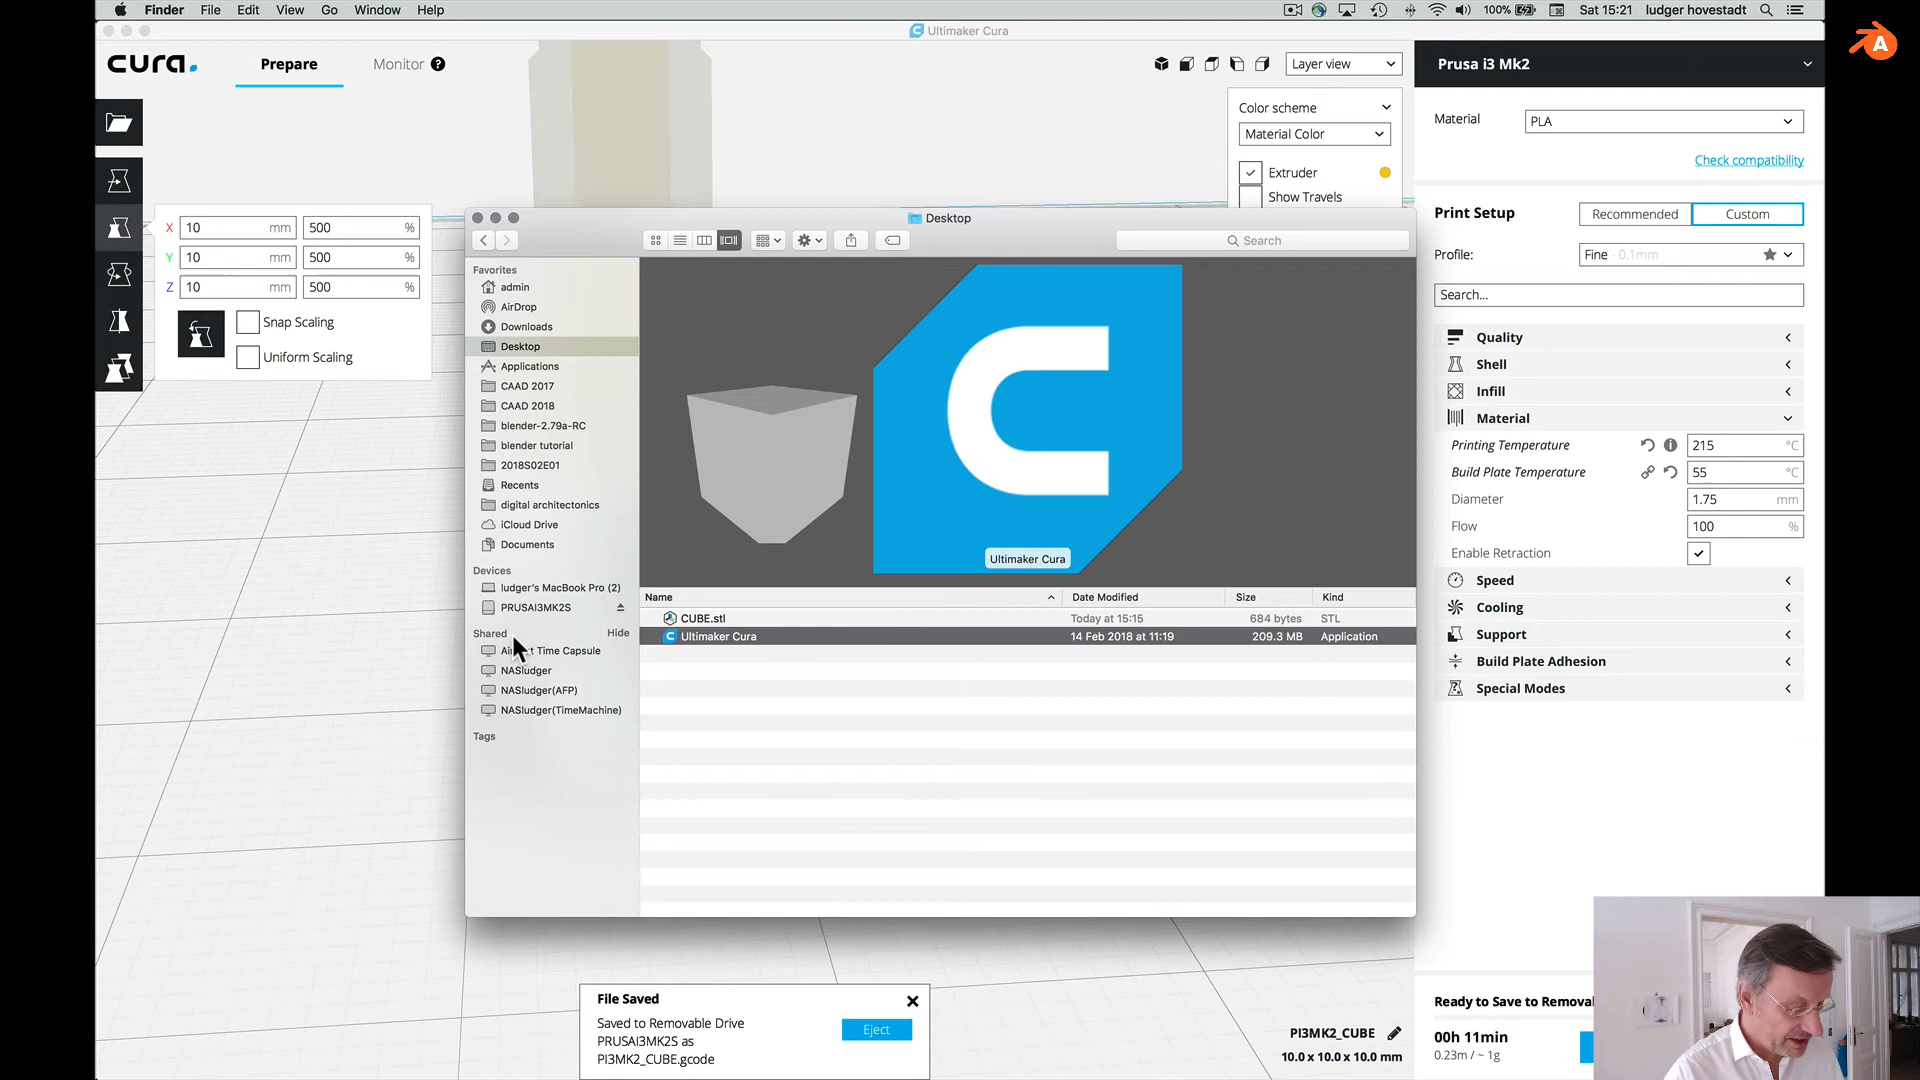 Finder File Edit View Go Window Help
100% Sat 15:21 ludger hovestadt
Ultimaker Cura
cura.
Prepare
Monitor ?
Layer view
Prusa i3 Mk2
A
Color scheme
Material Color
Extruder
Show Travels
Material
PLA
Check compatibility
X 10 mm 500 %
Y 10 mm 500 %
Z 10 mm 500 %
Snap Scaling
Uniform Scaling
Print Setup
Recommended
Custom
Profile:
Fine - 0.1mm
Search...
Quality
Shell
Infill
Material
Printing Temperature 215 °C
Build Plate Temperature 55 °C
Diameter 1.75 mm
Flow 100 %
Enable Retraction
Speed
Cooling
Support
Build Plate Adhesion
Special Modes
Desktop
Search
Favorites
admin
AirDrop
Downloads
Desktop
Applications
CAAD 2017
CAAD 2018
blender-2.79a-RC
blender tutorial
2018S02E01
Recents
digital architectonics
iCloud Drive
Documents
Devices
ludger's MacBook Pro (2)
PRUSAI3MK2S
Shared Hide
Time Capsule
NASludger
NASludger(AFP)
NASludger(TimeMachine)
Tags
Ultimaker Cura
Name Date Modified Size Kind
CUBE.stl Today at 15:15 684 bytes STL
Ultimaker Cura 14 Feb 2018 at 11:19 209.3 MB Application
File Saved
Saved to Removable Drive
PRUSAI3MK2S as
PI3MK2_CUBE.gcode
Eject
PI3MK2_CUBE
10.0 x 10.0 x 10.0 mm
Ready to Save to
00h 11min
0.23m / ~ 1g